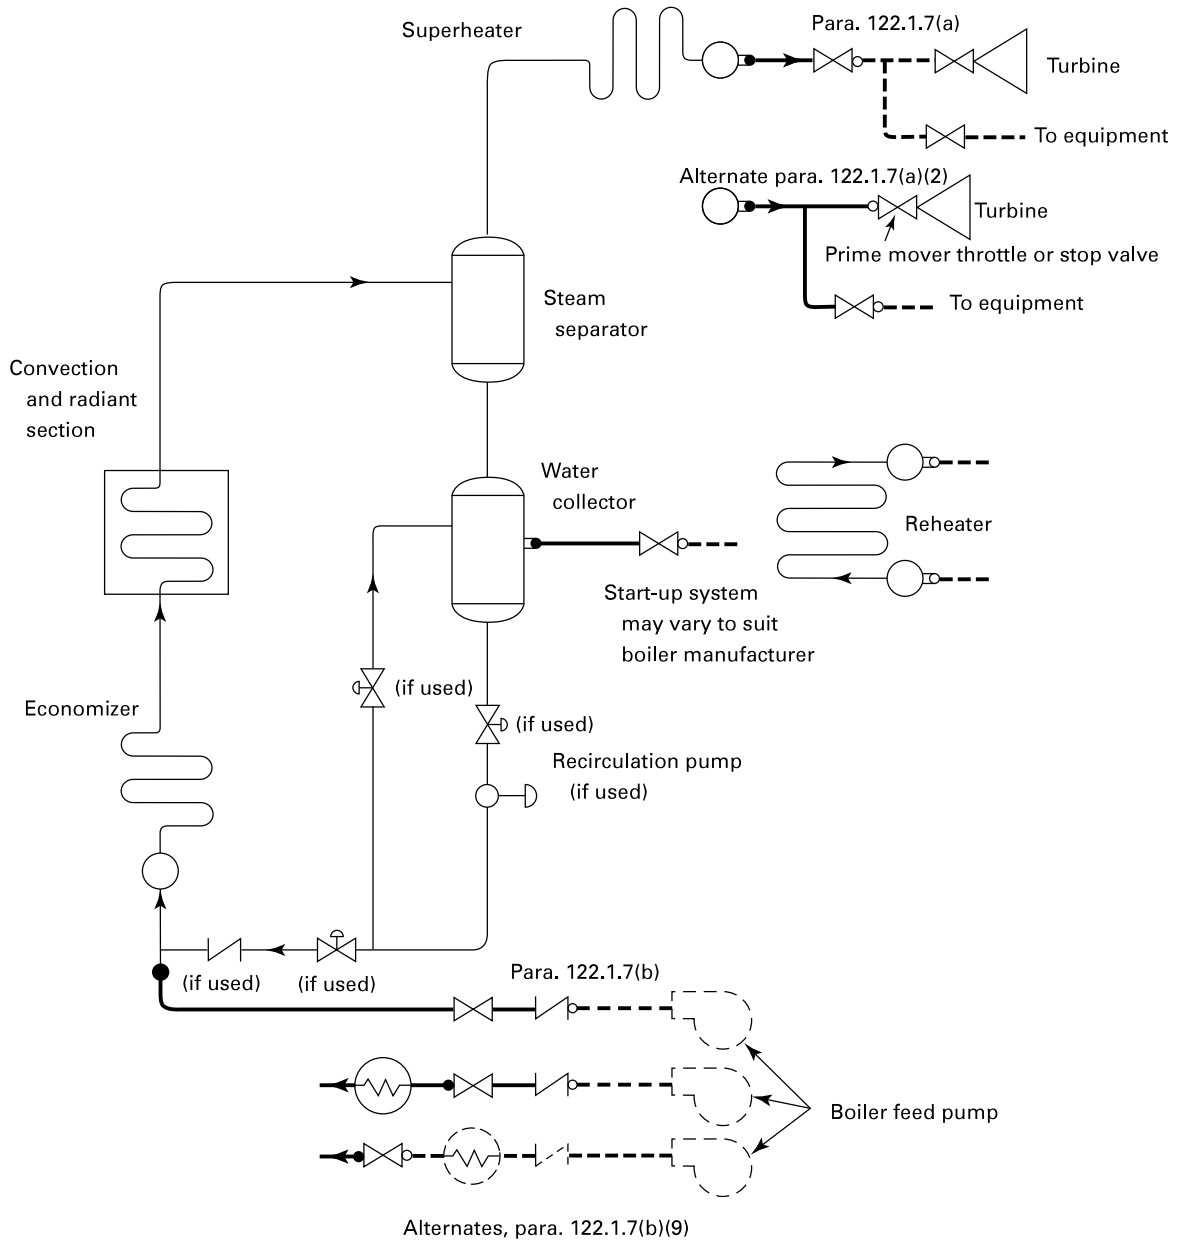 Superheater
Para. 122.1.7(a)
Turbine
To equipment
Alternate para. 122.1.7(a)(2)
Turbine
Prime mover throttle or stop valve
To equipment
Steam
separator
Convection
and radiant
section
Water
collector
Reheater
Start-up system
may vary to suit
boiler manufacturer
(if used)
Economizer
(if used)
Recirculation pump
(if used)
(if used)
(if used)
Para. 122.1.7(b)
Boiler feed pump
Alternates, para. 122.1.7(b)(9)